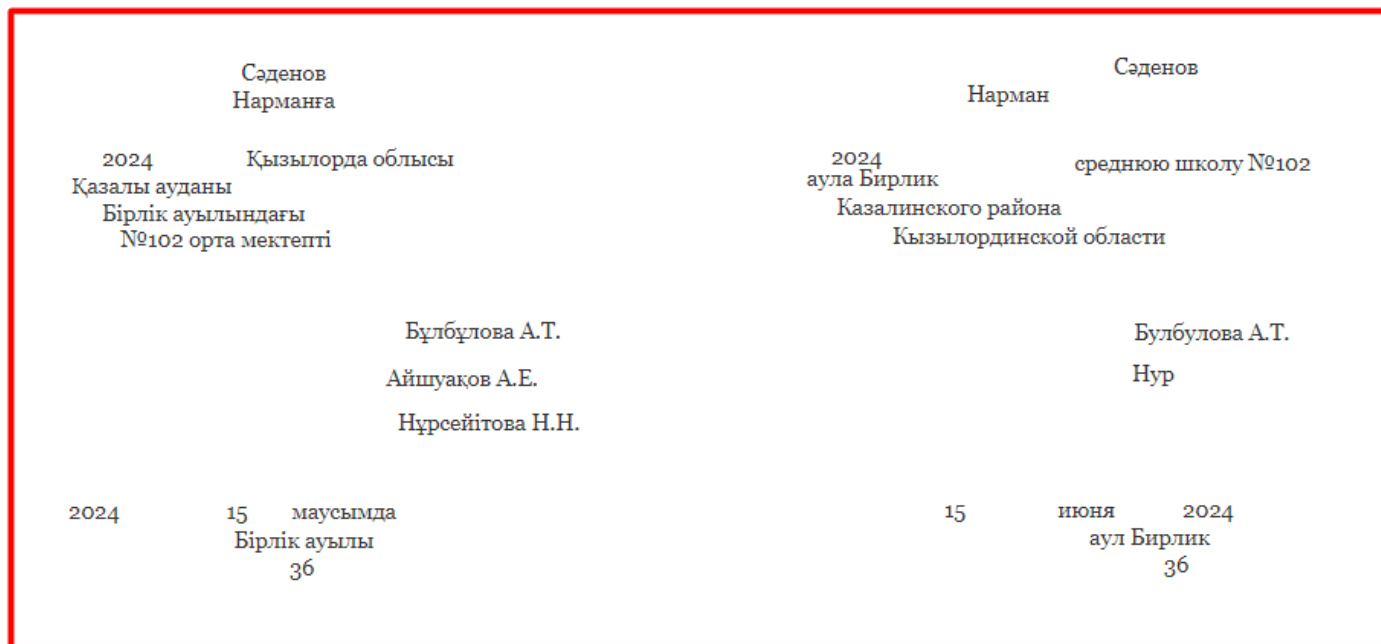 Сәденов
Нарманға
2024 Қызылорда облысы
Қазалы ауданы
Бірлік ауылындағы
№102 орта мектепті
Бұлбұлова А.Т.
Айшуақов А.Е.
Нұрсейітова Н.Н.
2024 15 маусымда
Бірлік ауылы
36
Сәденов
Нарман
2024 среднюю школу №102
аула Бирлик
Казалинского района
Кызылординской области
Булбулова А.Т.
Нур
15 июня 2024
аул Бирлик
36